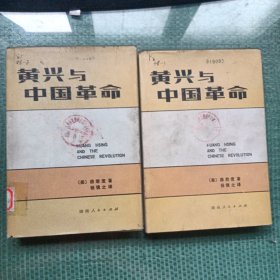 黄兴与
中国革命
HUANG HSING
AND THE
CHINESE REVOLUTION
(美) 薛君度 著
杨慎之 译
湖南人民出版社
黄兴与
中国革命
HUANG HSING
AND THE
CHINESE REVOLUTION
(美) 薛君度 著
杨慎之 译
湖南人民出版社